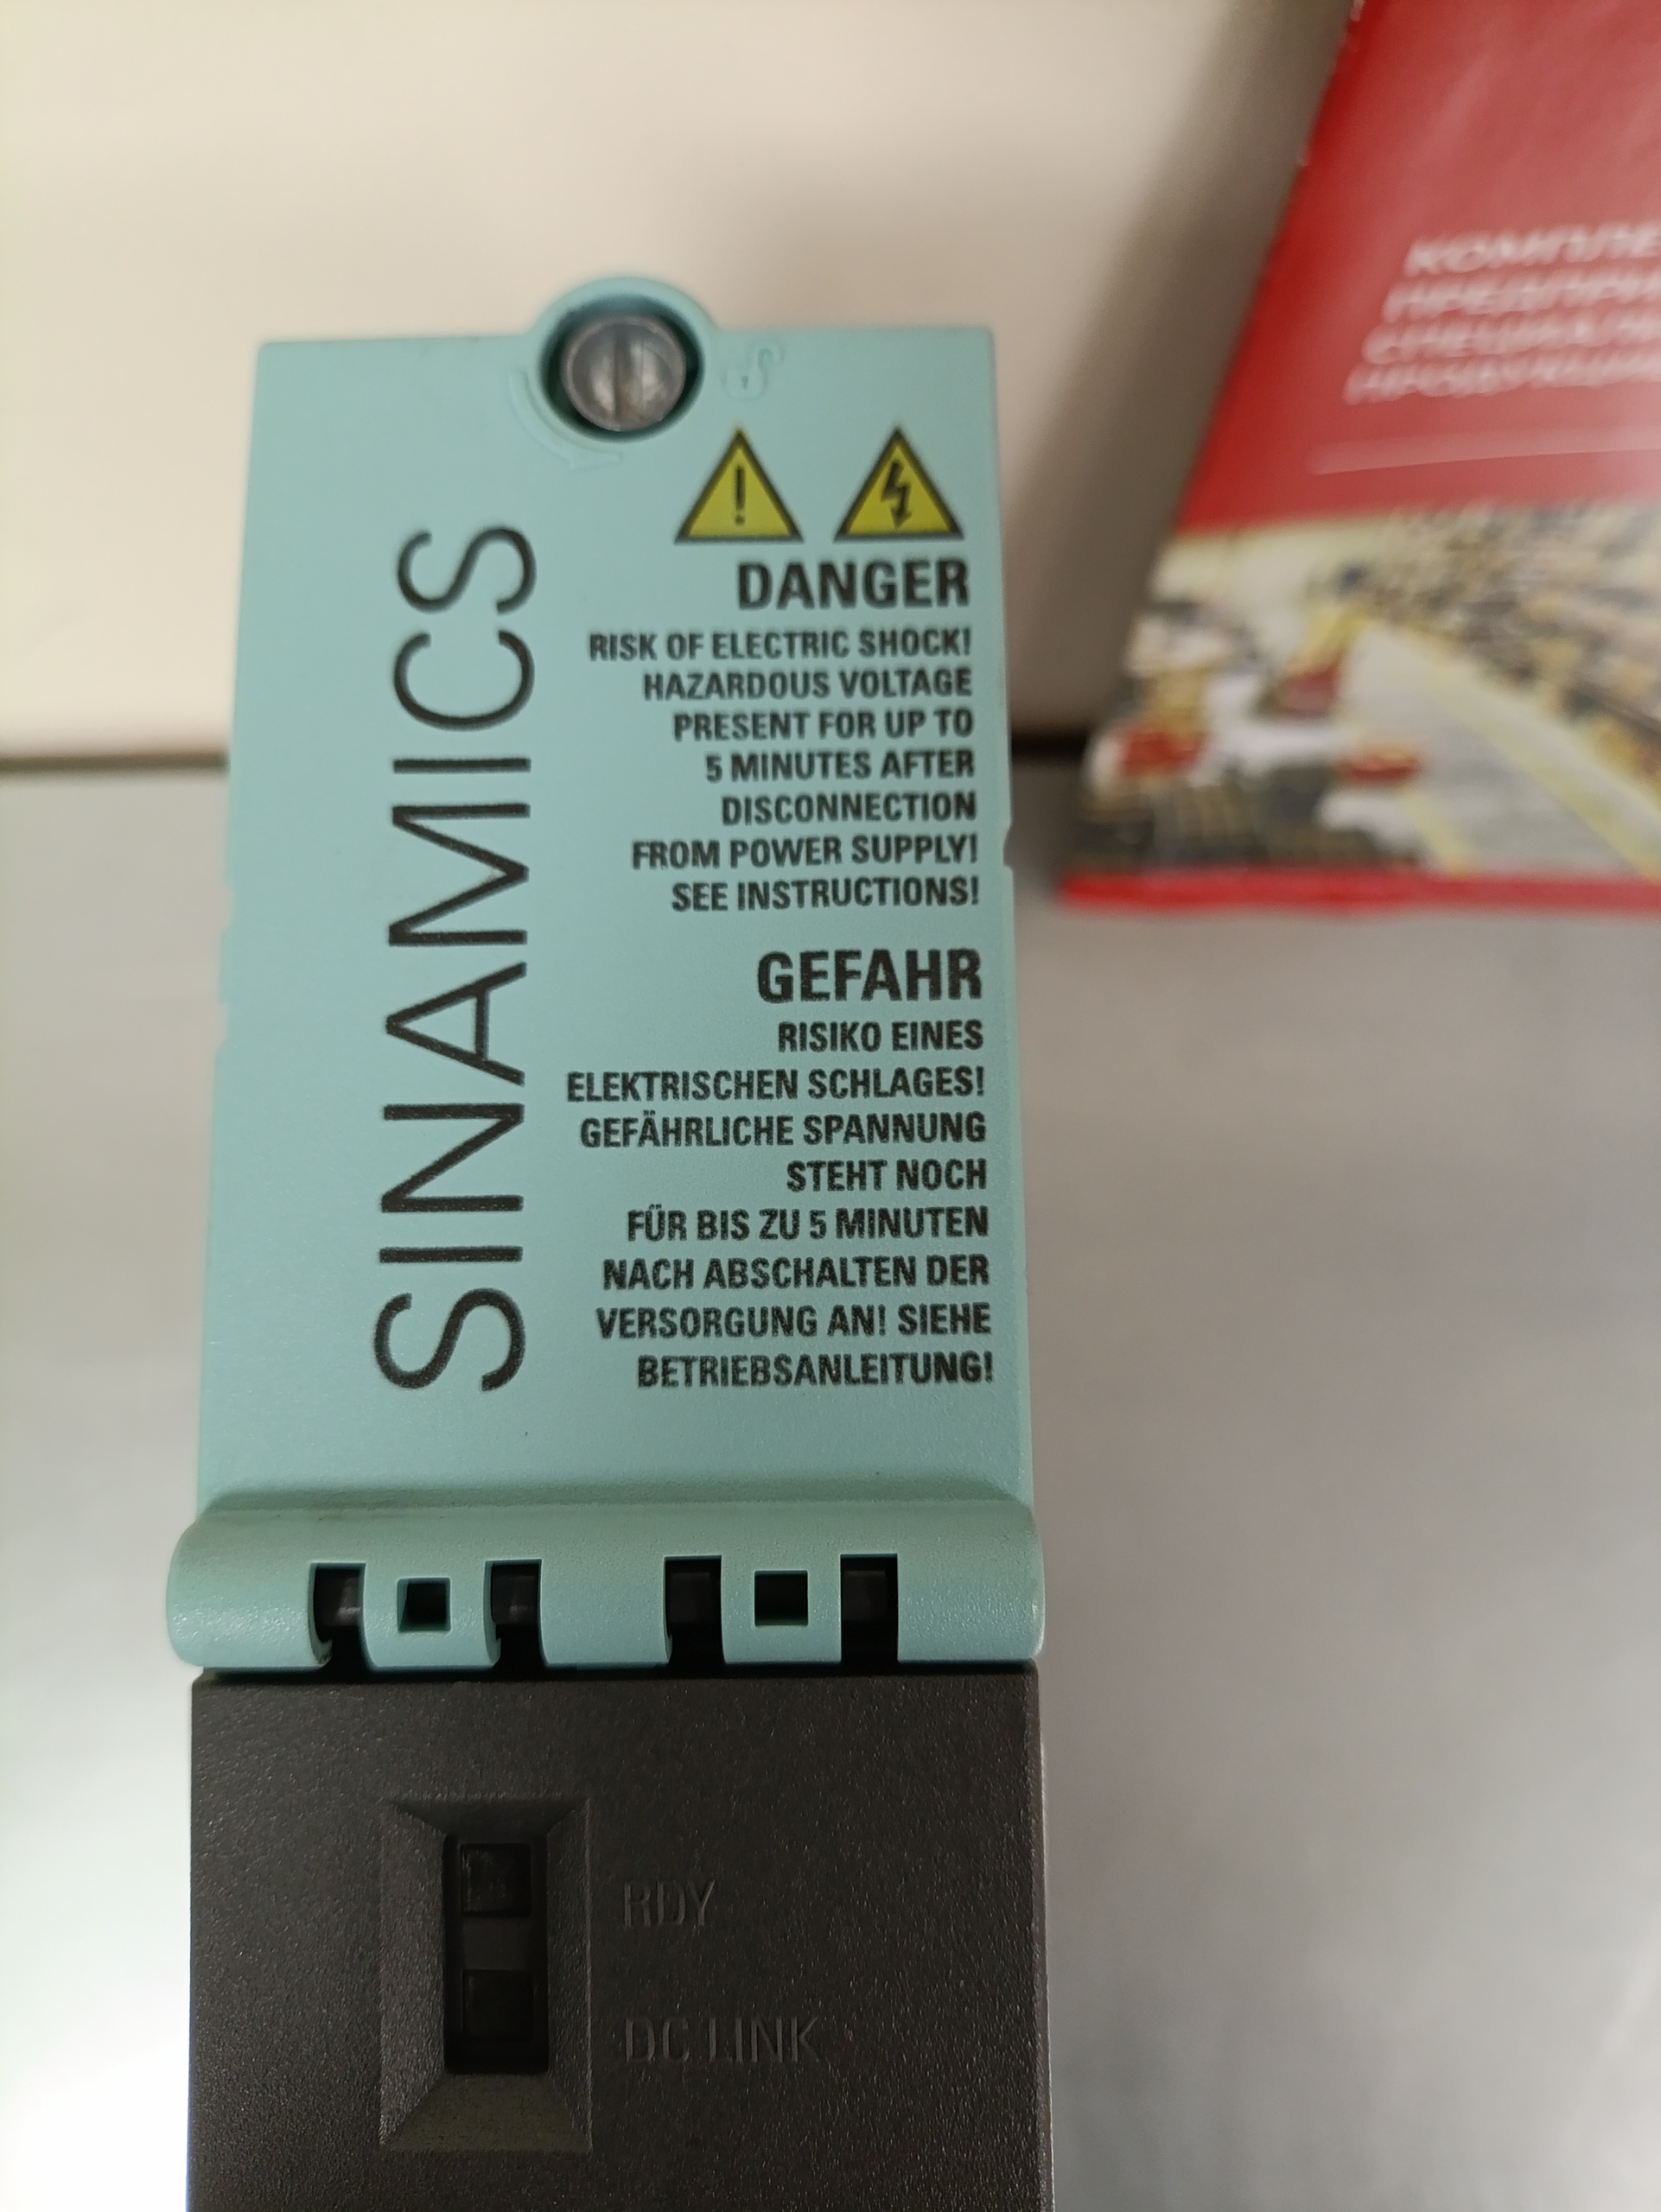 SINAMICS
DANGER
RISK OF ELECTRIC SHOCK!
HAZARDOUS VOLTAGE
PRESENT FOR UP TO
5 MINUTES AFTER
DISCONNECTION
FROM POWER SUPPLY!
SEE INSTRUCTIONS!
GEFAHR
RISIKO EINES
ELEKTRISCHEN SCHLAGES!
GEFÄHRLICHE SPANNUNG
STEHT NOCH
FÜR BIS ZU 5 MINUTEN
NACH ABSCHALTEN DER
VERSORGUNG AN! SIEHE
BETRIEBSANLEITUNG!
RDY
DC LINK
КОМПЛЕ
ПРЕДПРИ